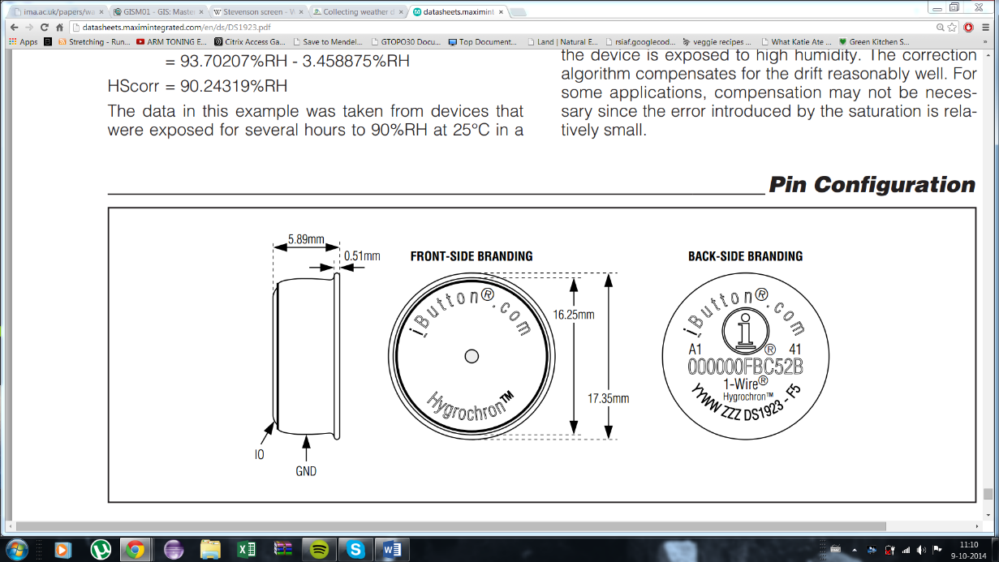 ima.ac.uk/papers/wa
GISM01 - GIS: Maste
Stevenson screen - W
Collecting weather d
datasheets.maximint
datasheets.maximintegrated.com/en/ds/DS1923.pdf
Apps
Stretching - Run...
ARM TONING E...
Citrix Access Ga...
Save to Mendel...
GTOPO30 Docu...
Top Document...
Land | Natural E...
rsiaf.googlecod...
veggie recipes ...
What Katie Ate ...
Green Kitchen S...
= 93.70207%RH - 3.458875%RH
HScorr = 90.24319%RH
The data in this example was taken from devices that
were exposed for several hours to 90%RH at 25°C in a
the device is exposed to high humidity. The correction
algorithm compensates for the drift reasonably well. For
some applications, compensation may not be neces-
sary since the error introduced by the saturation is rela-
tively small.
Pin Configuration
5.89mm
0.51mm
IO
GND
FRONT-SIDE BRANDING
iButton®.com
Hygrochron™
16.25mm
17.35mm
BACK-SIDE BRANDING
iButton®.com
i
®
A1
41
000000FBC52B
1-Wire®
Hygrochron™
YYWW ZZZ DS1923 - F5
11:10
9-10-2014